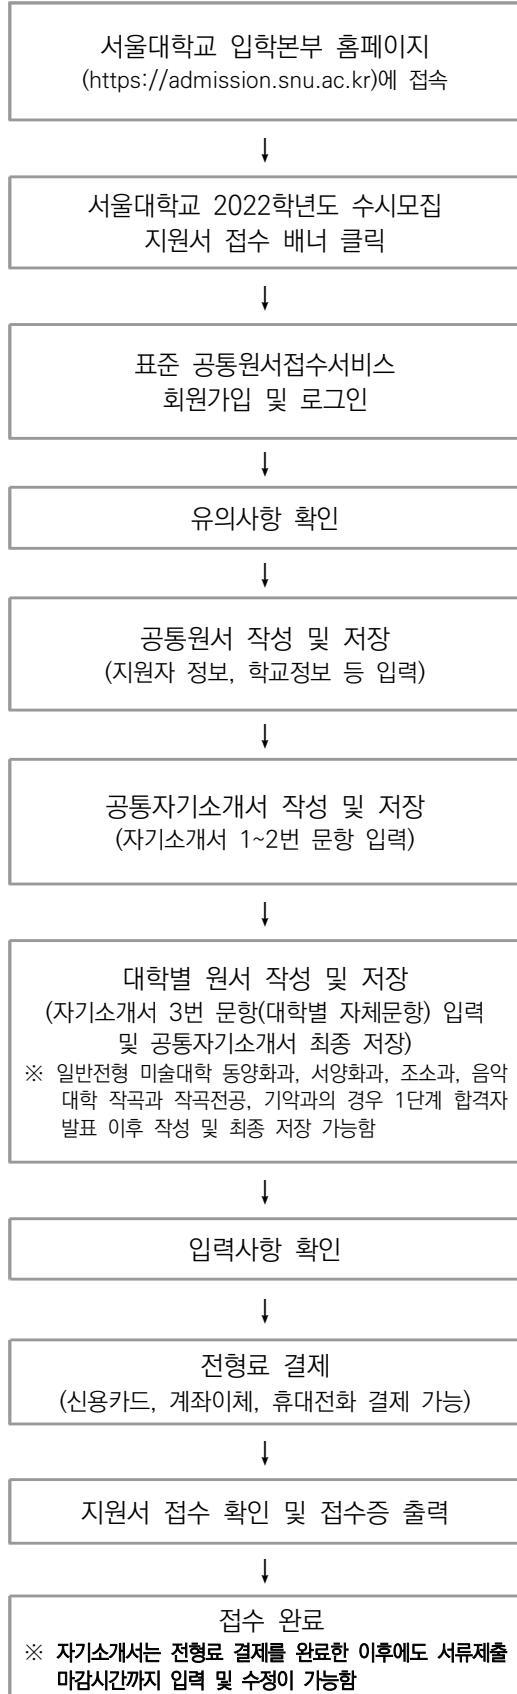 서울대학교 입학본부 홈페이지
(https://admission.snu.ac.kr)에 접속
↓
서울대학교 2022학년도 수시모집
지원서 접수 배너 클릭
↓
표준 공통원서접수서비스
회원가입 및 로그인
↓
유의사항 확인
↓
공통원서 작성 및 저장
(지원자 정보, 학교정보 등 입력)
↓
공통자기소개서 작성 및 저장
(자기소개서 1~2번 문항 입력)
↓
대학별 원서 작성 및 저장
(자기소개서 3번 문항(대학별 자체문항) 입력
및 공통자기소개서 최종 저장)
※ 일반전형 미술대학 동양화과, 서양화과, 조소과, 음악
대학 작곡과 작곡전공, 기악과의 경우 1단계 합격자
발표 이후 작성 및 최종 저장 가능함
↓
입력사항 확인
↓
전형료 결제
(신용카드, 계좌이체, 휴대전화 결제 가능)
↓
지원서 접수 확인 및 접수증 출력
↓
접수 완료
※ 자기소개서는 전형료 결제를 완료한 이후에도 서류제출
마감시간까지 입력 및 수정이 가능함